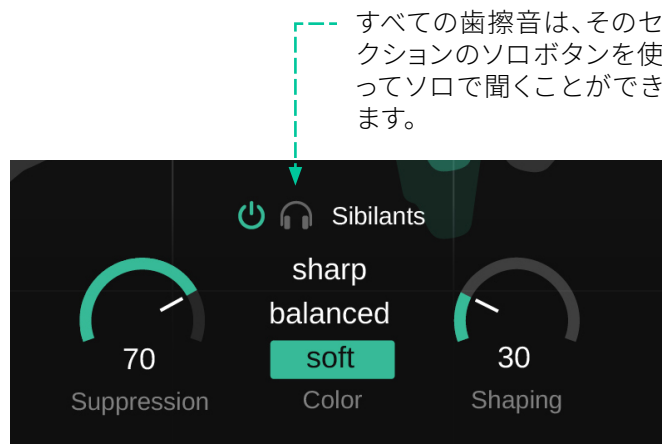 すべての歯擦音は、そのセ
クションのソロボタンを使
ってソロで聞くことができ
ます。
Sibilants
sharp
balanced
70 soft 30
Suppression Color Shaping